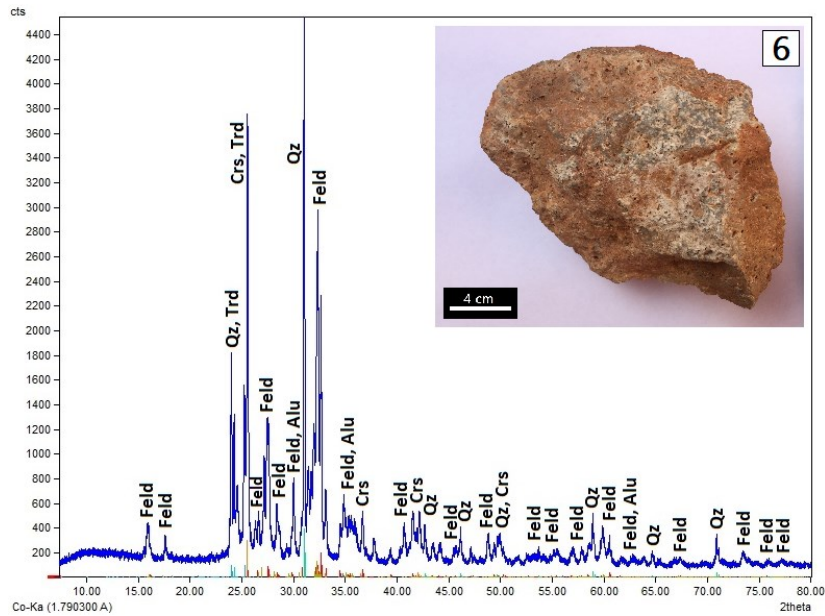 cts
6
4400
4200
4000
3800
3600
3400
3200
3000
2800
2600
2400
2200
2000
1800
1600
1400
1200
1000
800
600
400
200
Feld
Feld
Qz, Trd
Crs, Trd
Feld
Feld
Feld
Feld, Alu
Qz
Feld
Feld, Alu
Crs
Feld
Crs
Qz
Feld
Qz
Feld
Qz, Crs
Feld
Feld
Feld
Qz
Feld
Feld, Alu
Qz
Feld
Qz
Feld
Feld
Feld
4 cm
10.00 15.00 20.00 25.00 30.00 35.00 40.00 45.00 50.00 55.00 60.00 65.00 70.00 75.00 80.00
Co-Ka (1.790300 A) 2theta